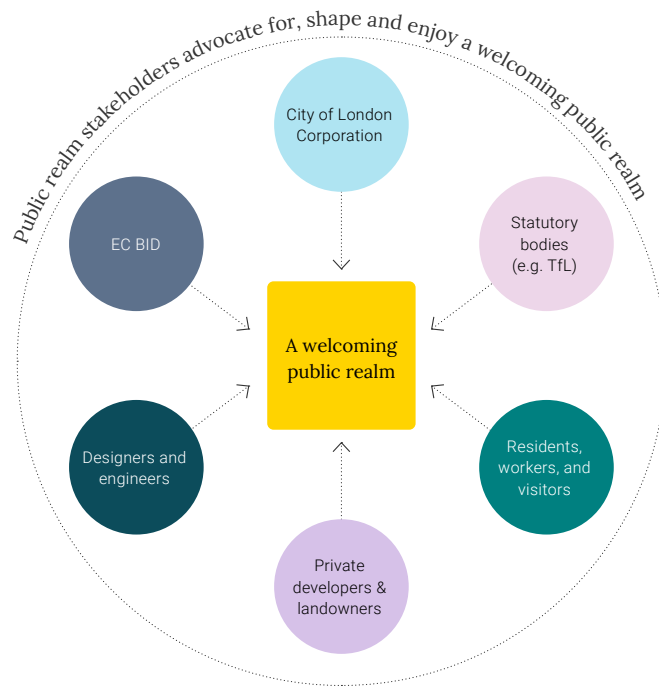 Public realm stakeholders advocate for, shape and enjoy a welcoming public realm
City of London
Corporation
EC BID
Statutory
bodies
(e.g. TfL)
A welcoming
public realm
Designers and
engineers
Residents,
workers, and
visitors
Private
developers &
landowners